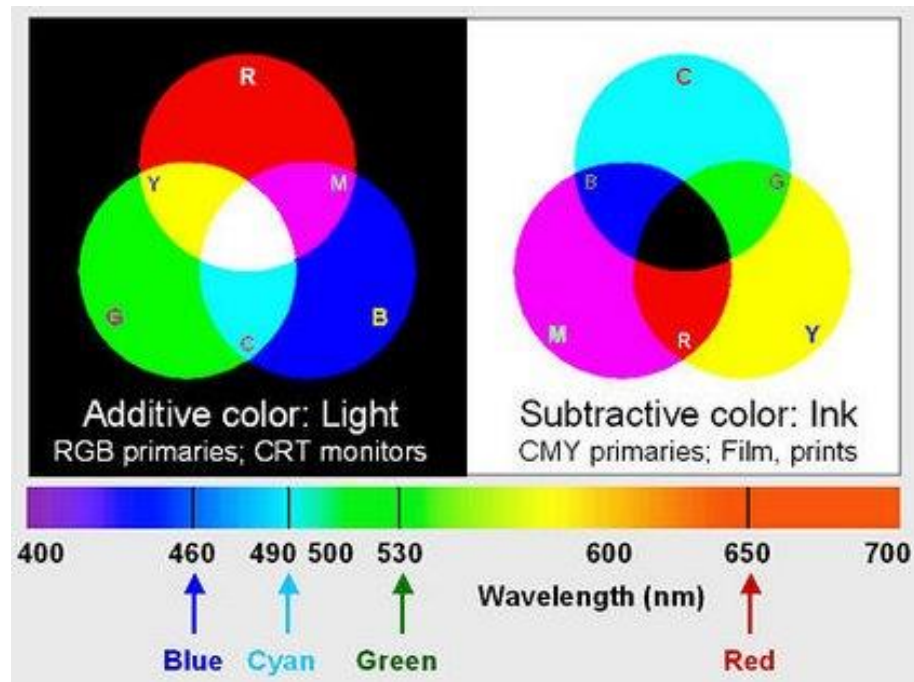 R
Y
M
G
B
C
Additive color: Light
RGB primaries; CRT monitors
C
B
G
M
R
Y
Subtractive color: Ink
CMY primaries; Film, prints
400 460 490 500 530 600 650 700
Wavelength (nm)
Blue Cyan Green Red